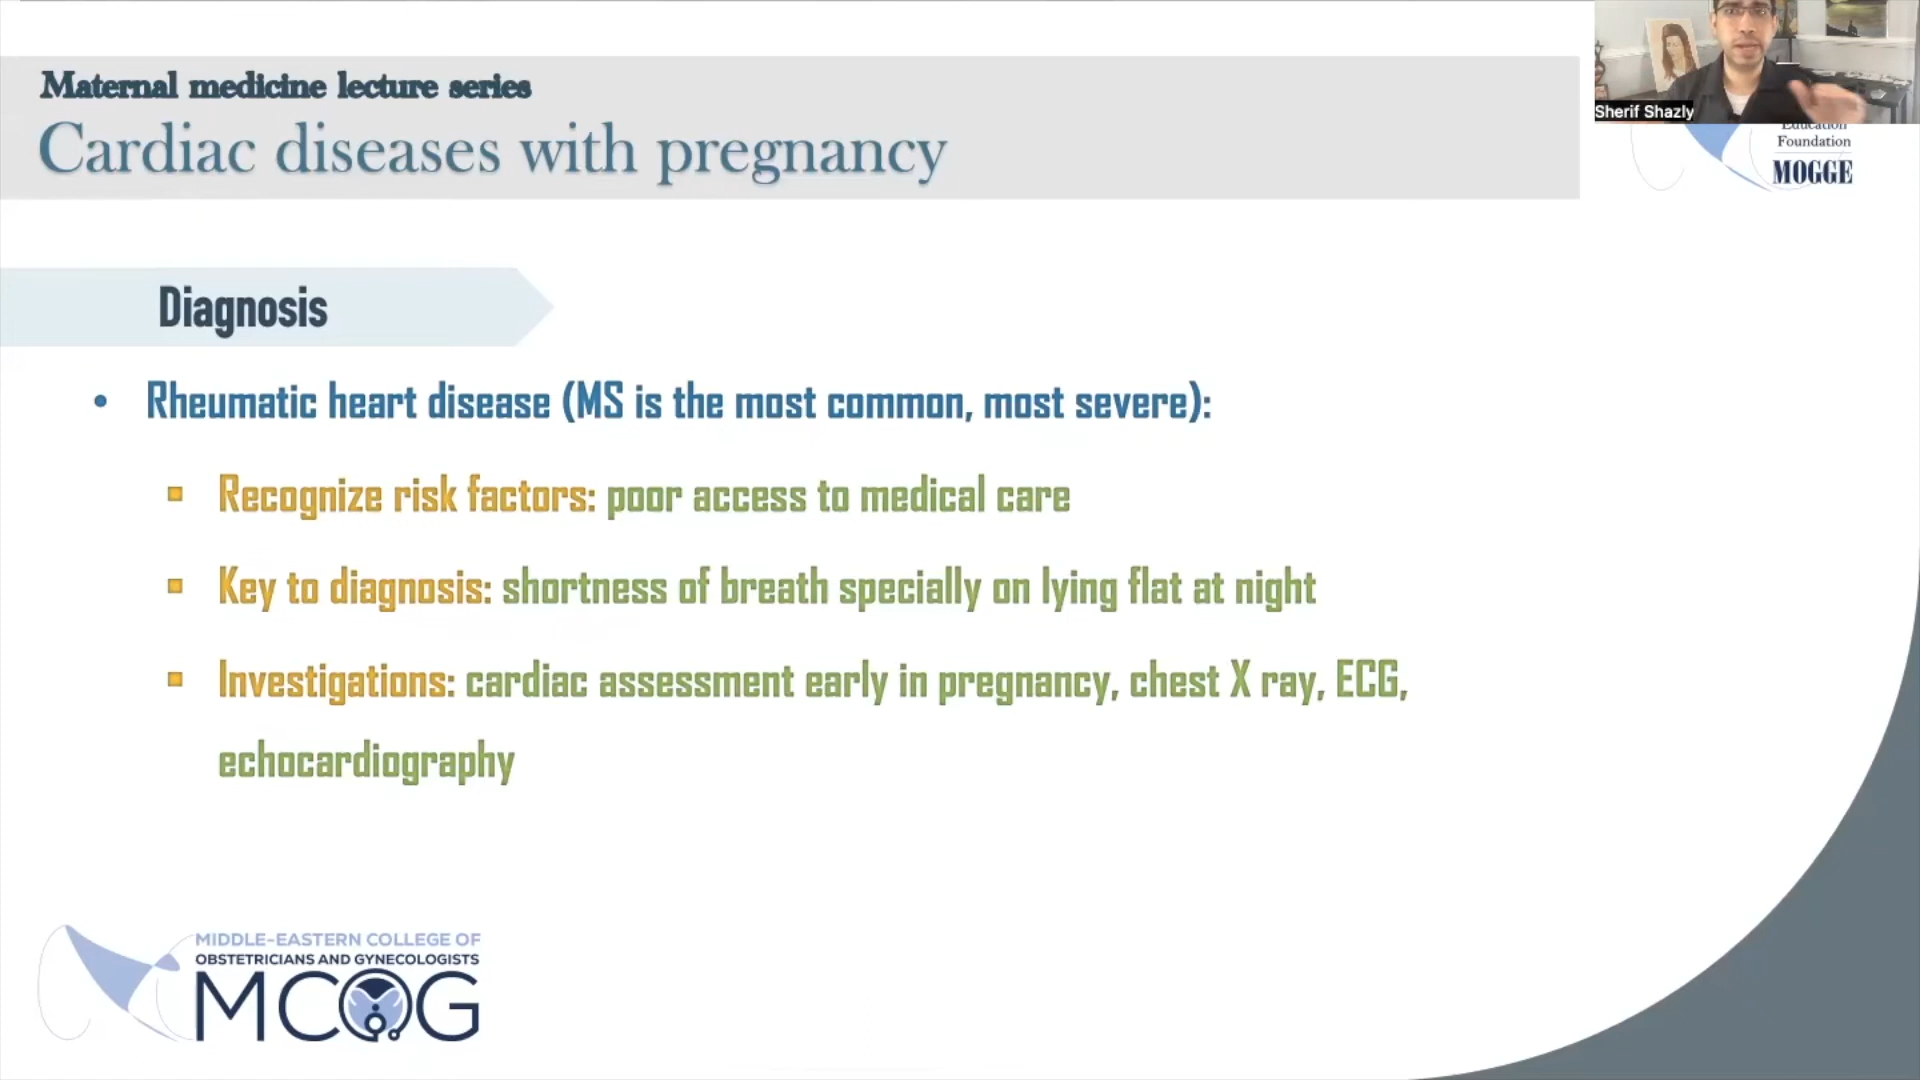 Maternal medicine lecture series
Cardiac diseases with pregnancy
Sherif Shazly
Education
Foundation
MOGGE
Diagnosis
• Rheumatic heart disease (MS is the most common, most severe):
Recognize risk factors: poor access to medical care
Key to diagnosis: shortness of breath specially on lying flat at night
Investigations: cardiac assessment early in pregnancy, chest X ray, ECG,
echocardiography
MIDDLE-EASTERN COLLEGE OF
OBSTETRICIANS AND GYNECOLOGISTS
MCOG